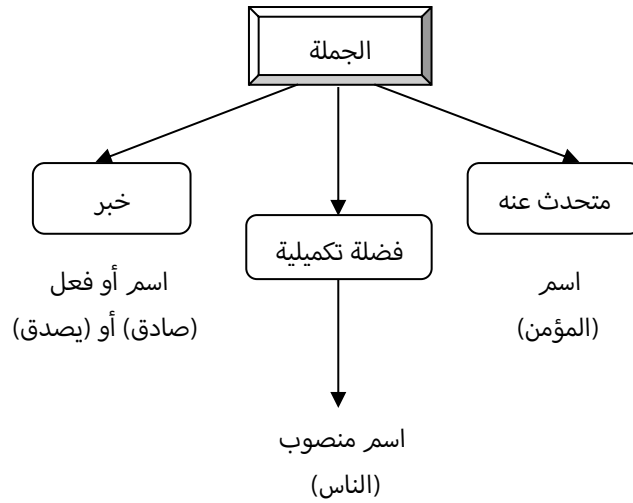 الجملة
متحدث عنه
اسم
(المؤمن)
فضلة تكميلية
اسم منصوب
(الناس)
خبر
اسم أو فعل
(صادق) أو (يصدق)